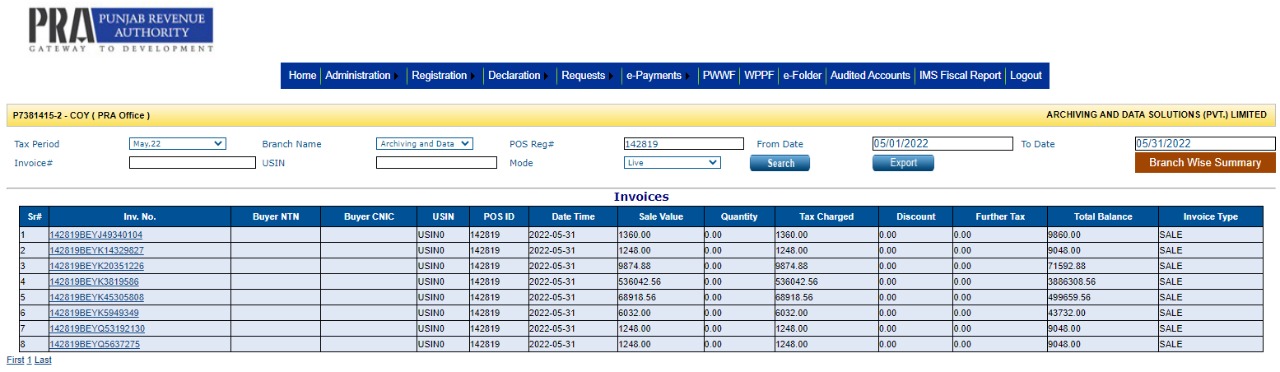 PRA PUNJAB REVENUE AUTHORITY
GATEWAY TO DEVELOPMENT
Home Administration Registration Declaration Requests e-Payments PWWF WPPF e-Folder Audited Accounts IMS Fiscal Report Logout
P7381415-2 - COY ( PRA Office ) ARCHIVING AND DATA SOLUTIONS (PVT.) LIMITED
Tax Period May,22 Branch Name Archiving and Data POS Reg# 142819 From Date 05/01/2022 To Date 05/31/2022
Invoice# USIN Mode Live Search Export Branch Wise Summary
Invoices
Sr# Inv. No. Buyer NTN Buyer CNIC USIN POS ID Date Time Sale Value Quantity Tax Charged Discount Further Tax Total Balance Invoice Type
1 142819BEYJ49340104 USIN0 142819 2022-05-31 1360.00 0.00 1360.00 0.00 0.00 9860.00 SALE
2 142819BEYK14329827 USIN0 142819 2022-05-31 1248.00 0.00 1248.00 0.00 0.00 9048.00 SALE
3 142819BEYK20351226 USIN0 142819 2022-05-31 9874.88 0.00 9874.88 0.00 0.00 71592.88 SALE
4 142819BEYK3819586 USIN0 142819 2022-05-31 536042.56 0.00 536042.56 0.00 0.00 3886308.56 SALE
5 142819BEYK45305808 USIN0 142819 2022-05-31 68918.56 0.00 68918.56 0.00 0.00 499659.56 SALE
6 142819BEYK5949349 USIN0 142819 2022-05-31 6032.00 0.00 6032.00 0.00 0.00 43732.00 SALE
7 142819BEYQ53192130 USIN0 142819 2022-05-31 1248.00 0.00 1248.00 0.00 0.00 9048.00 SALE
8 142819BEYQ5637275 USIN0 142819 2022-05-31 1248.00 0.00 1248.00 0.00 0.00 9048.00 SALE
First 1 Last